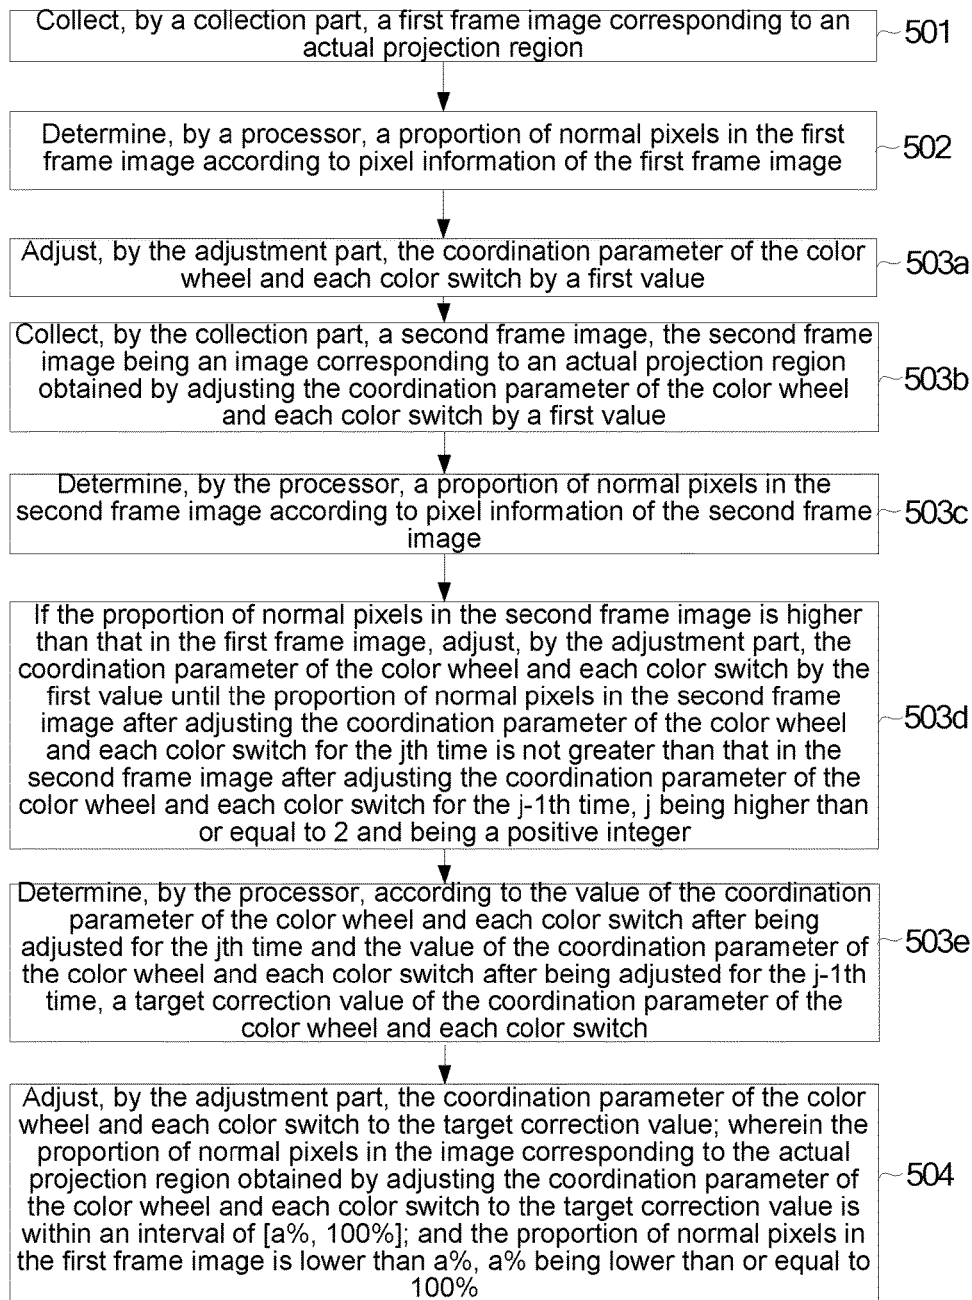 Collect, by a collection part, a first frame image corresponding to an
actual projection region
501
Determine, by a processor, a proportion of normal pixels in the first
frame image according to pixel information of the first frame image
502
Adjust, by the adjustment part, the coordination parameter of the color
wheel and each color switch by a first value
503a
Collect, by the collection part, a second frame image, the second frame
image being an image corresponding to an actual projection region
obtained by adjusting the coordination parameter of the color wheel
and each color switch by a first value
503b
Determine, by the processor, a proportion of normal pixels in the
second frame image according to pixel information of the second frame
image
503c
If the proportion of normal pixels in the second frame image is higher
than that in the first frame image, adjust, by the adjustment part, the
coordination parameter of the color wheel and each color switch by the
first value until the proportion of normal pixels in the second frame
image after adjusting the coordination parameter of the color wheel
and each color switch for the jth time is not greater than that in the
second frame image after adjusting the coordination parameter of the
color wheel and each color switch for the j-1th time, j being higher than
or equal to 2 and being a positive integer
503d
Determine, by the processor, according to the value of the coordination
parameter of the color wheel and each color switch after being
adjusted for the jth time and the value of the coordination parameter of
the color wheel and each color switch after being adjusted for the j-1th
time, a target correction value of the coordination parameter of the
color wheel and each color switch
503e
Adjust, by the adjustment part, the coordination parameter of the color
wheel and each color switch to the target correction value; wherein the
proportion of normal pixels in the image corresponding to the actual
projection region obtained by adjusting the coordination parameter of
the color wheel and each color switch to the target correction value is
within an interval of [a%, 100%]; and the proportion of normal pixels in
the first frame image is lower than a%, a% being lower than or equal to
100%
504